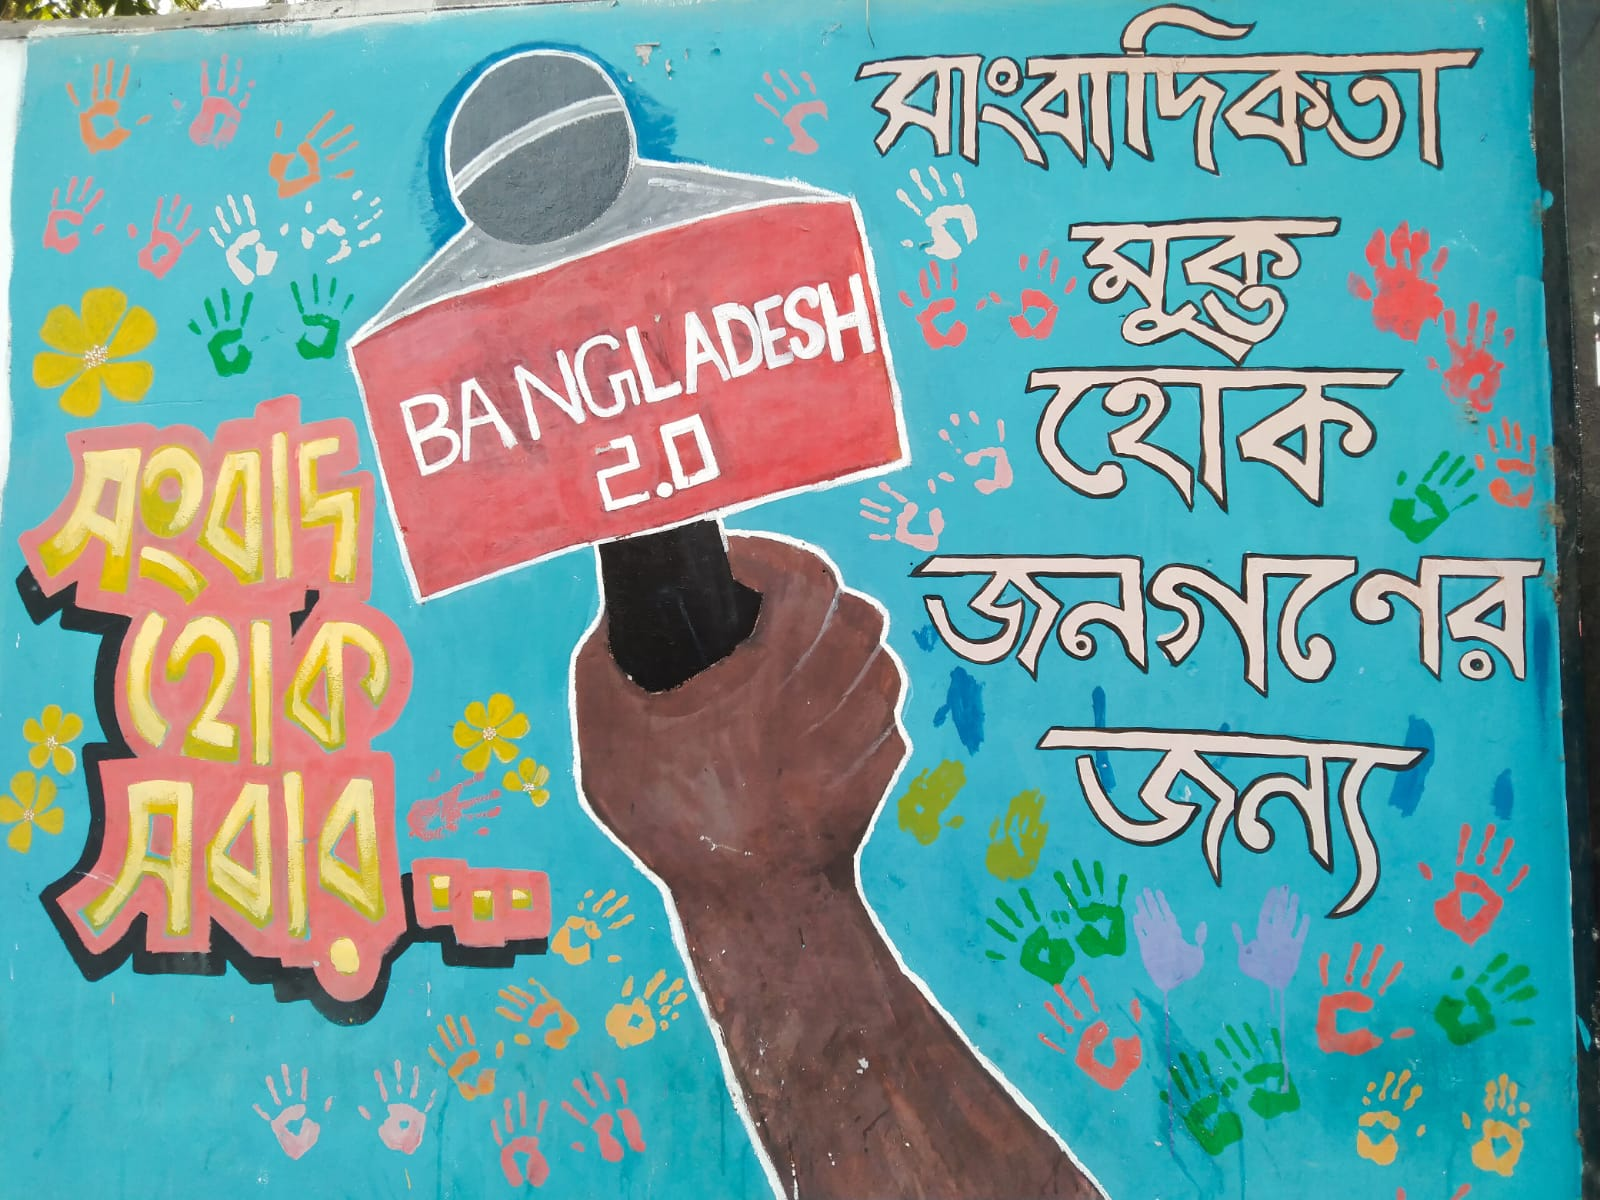 সাংবাদিকতা
মুক্ত
হোক
জনগণের
জন্য
BANGLADESH
2.0
সংবাদ
হোক
সবার...